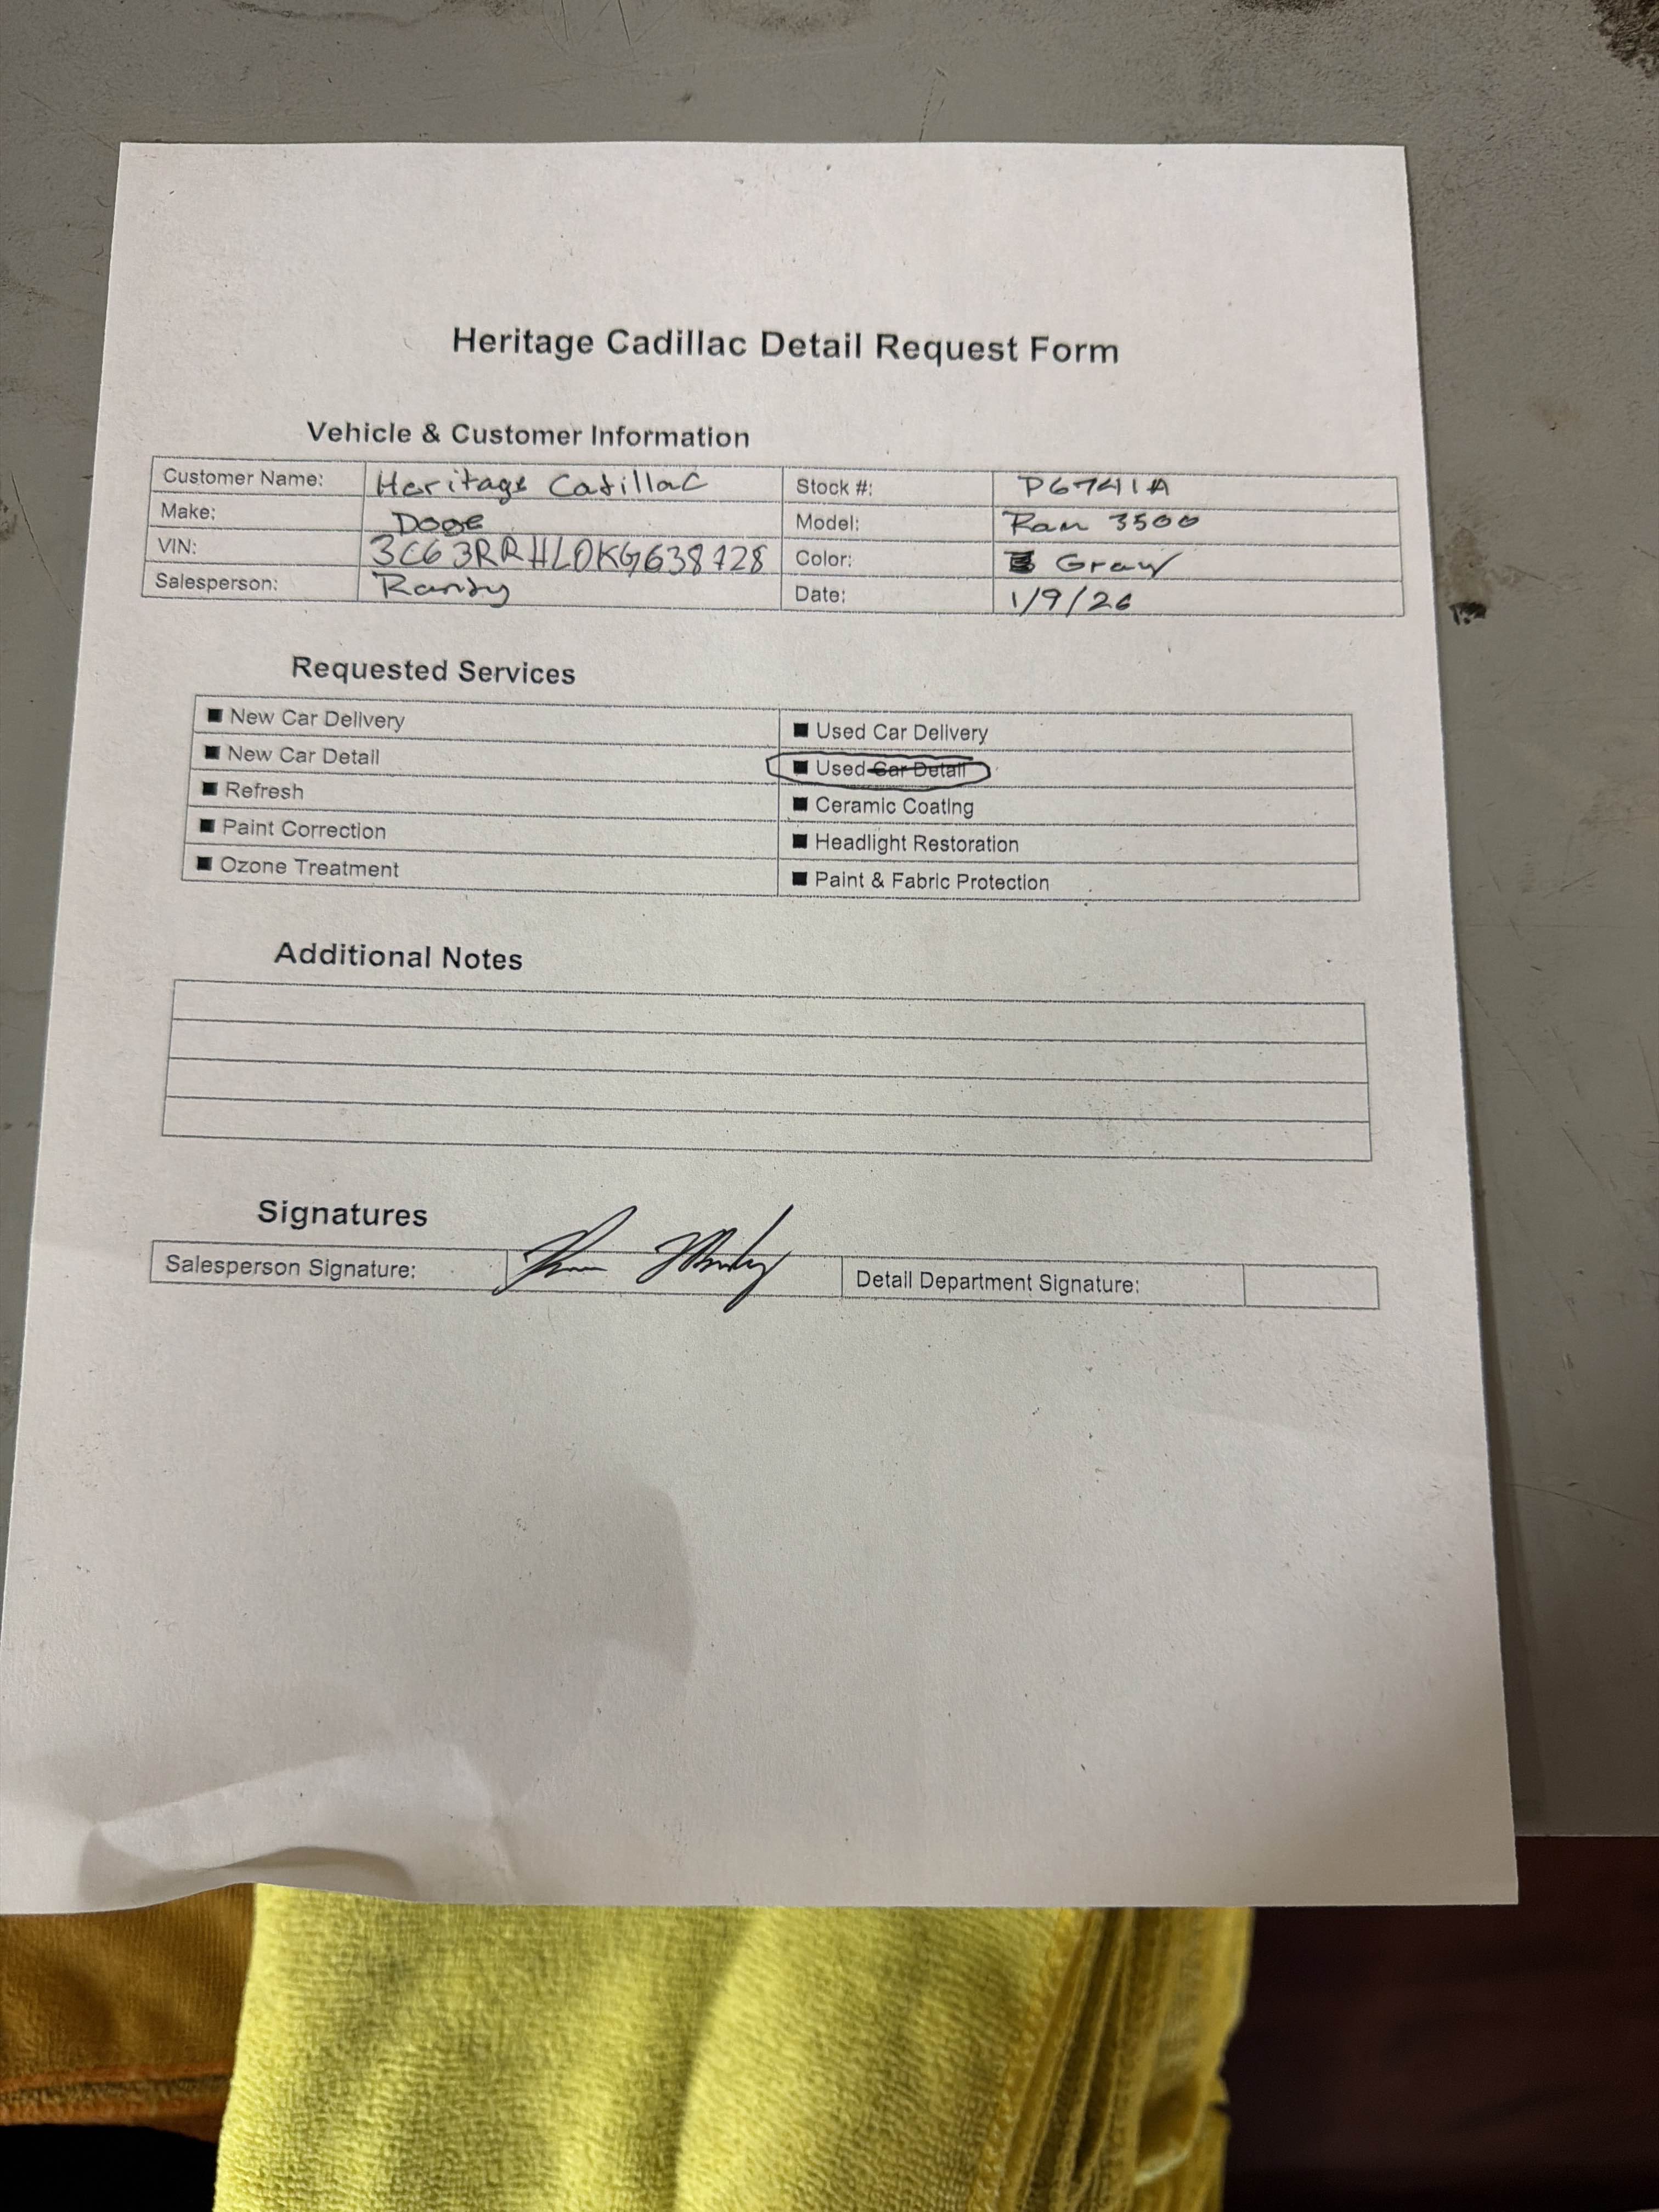 Heritage Cadillac Detail Request Form
Vehicle & Customer Information
Customer Name: Heritage Cadillac Stock #: P6741A
Make: Doge Model: Ram 3500
VIN: 3C63RRHL0KG638728 Color: Gray
Salesperson: Randy Date: 1/9/26
Requested Services
■ New Car Delivery ■ Used Car Delivery
■ New Car Detail ■ Used Car Detail
■ Refresh ■ Ceramic Coating
■ Paint Correction ■ Headlight Restoration
■ Ozone Treatment ■ Paint & Fabric Protection
Additional Notes
Signatures
Salesperson Signature: Detail Department Signature: